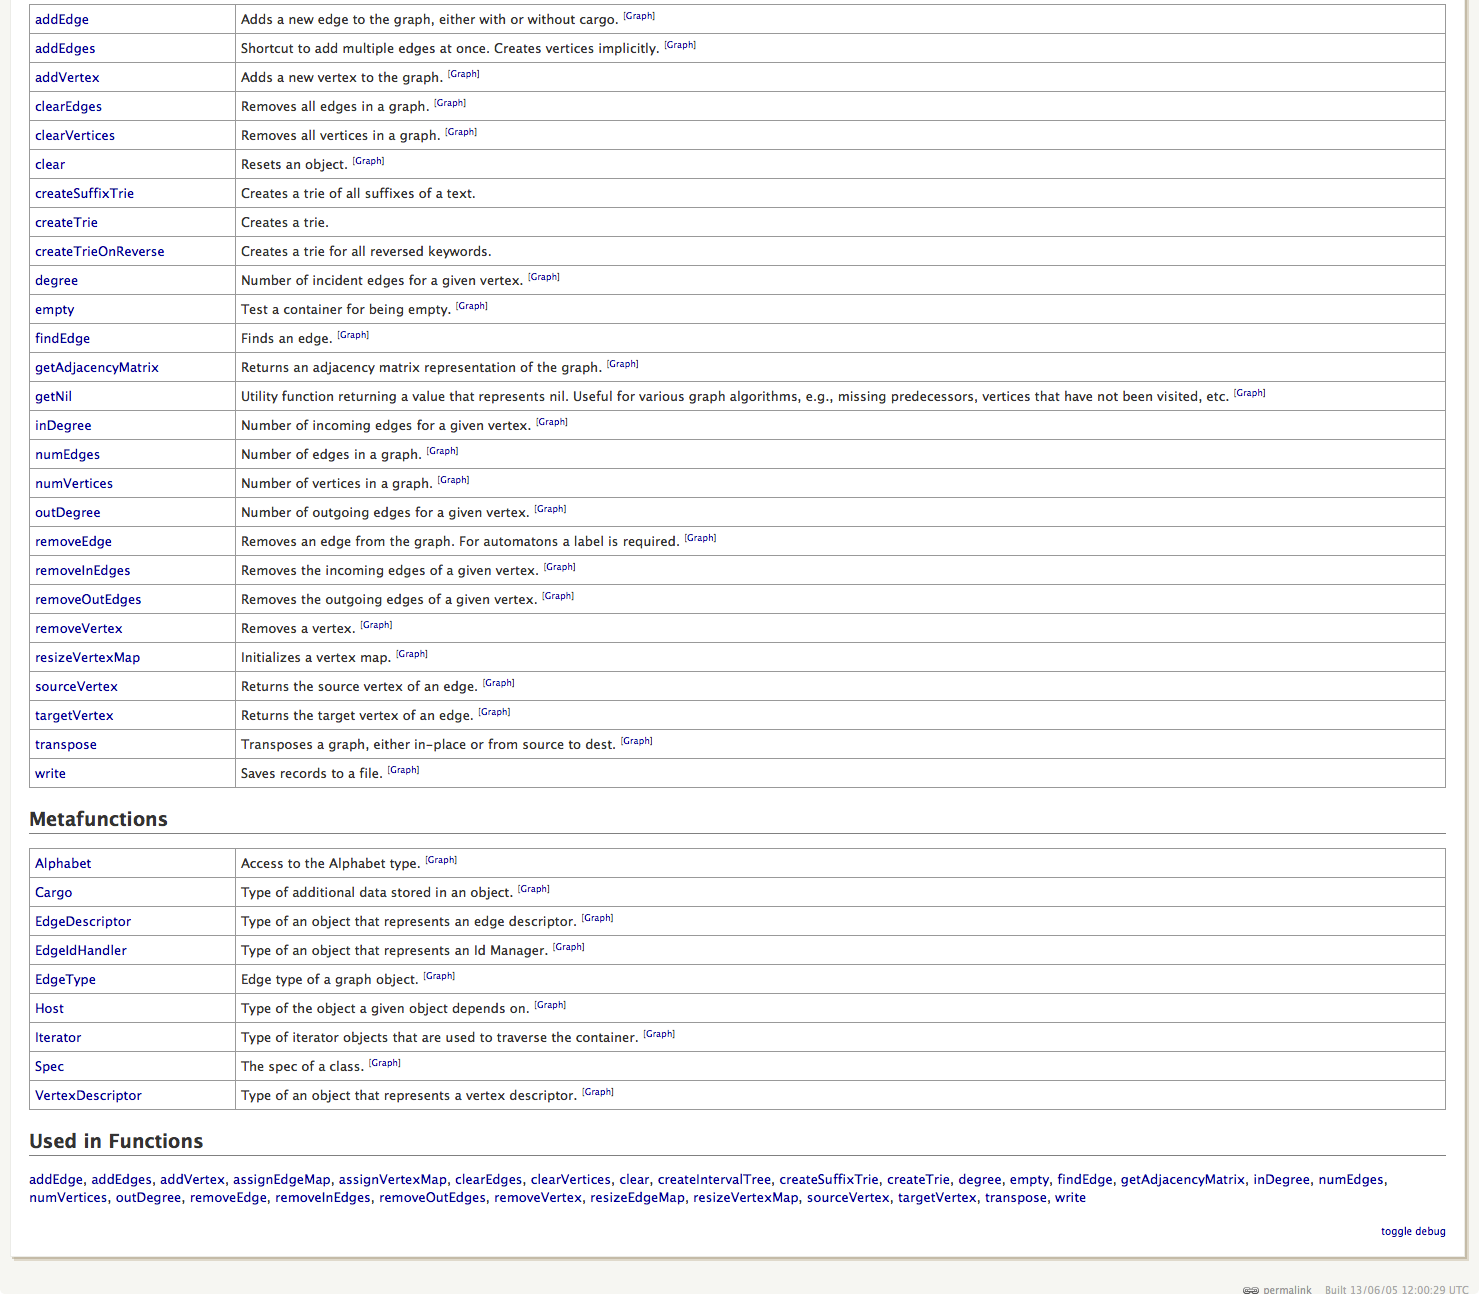 addEdge Adds a new edge to the graph, either with or without cargo. [Graph]
addEdges Shortcut to add multiple edges at once. Creates vertices implicitly. [Graph]
addVertex Adds a new vertex to the graph. [Graph]
clearEdges Removes all edges in a graph. [Graph]
clearVertices Removes all vertices in a graph. [Graph]
clear Resets an object. [Graph]
createSuffixTrie Creates a trie of all suffixes of a text.
createTrie Creates a trie.
createTrieOnReverse Creates a trie for all reversed keywords.
degree Number of incident edges for a given vertex. [Graph]
empty Test a container for being empty. [Graph]
findEdge Finds an edge. [Graph]
getAdjacencyMatrix Returns an adjacency matrix representation of the graph. [Graph]
getNil Utility function returning a value that represents nil. Useful for various graph algorithms, e.g., missing predecessors, vertices that have not been visited, etc. [Graph]
inDegree Number of incoming edges for a given vertex. [Graph]
numEdges Number of edges in a graph. [Graph]
numVertices Number of vertices in a graph. [Graph]
outDegree Number of outgoing edges for a given vertex. [Graph]
removeEdge Removes an edge from the graph. For automatons a label is required. [Graph]
removeInEdges Removes the incoming edges of a given vertex. [Graph]
removeOutEdges Removes the outgoing edges of a given vertex. [Graph]
removeVertex Removes a vertex. [Graph]
resizeVertexMap Initializes a vertex map. [Graph]
sourceVertex Returns the source vertex of an edge. [Graph]
targetVertex Returns the target vertex of an edge. [Graph]
transpose Transposes a graph, either in-place or from source to dest. [Graph]
write Saves records to a file. [Graph]
Metafunctions
Alphabet Access to the Alphabet type. [Graph]
Cargo Type of additional data stored in an object. [Graph]
EdgeDescriptor Type of an object that represents an edge descriptor. [Graph]
EdgeIdHandler Type of an object that represents an Id Manager. [Graph]
EdgeType Edge type of a graph object. [Graph]
Host Type of the object a given object depends on. [Graph]
Iterator Type of iterator objects that are used to traverse the container. [Graph]
Spec The spec of a class. [Graph]
VertexDescriptor Type of an object that represents a vertex descriptor. [Graph]
Used in Functions
addEdge, addEdges, addVertex, assignEdgeMap, assignVertexMap, clearEdges, clearVertices, clear, createIntervalTree, createSuffixTrie, createTrie, degree, empty, findEdge, getAdjacencyMatrix, inDegree, numEdges,
numVertices, outDegree, removeEdge, removeInEdges, removeOutEdges, removeVertex, resizeEdgeMap, resizeVertexMap, sourceVertex, targetVertex, transpose, write
toggle debug
permalink Built 13/06/05 12:00:29 UTC